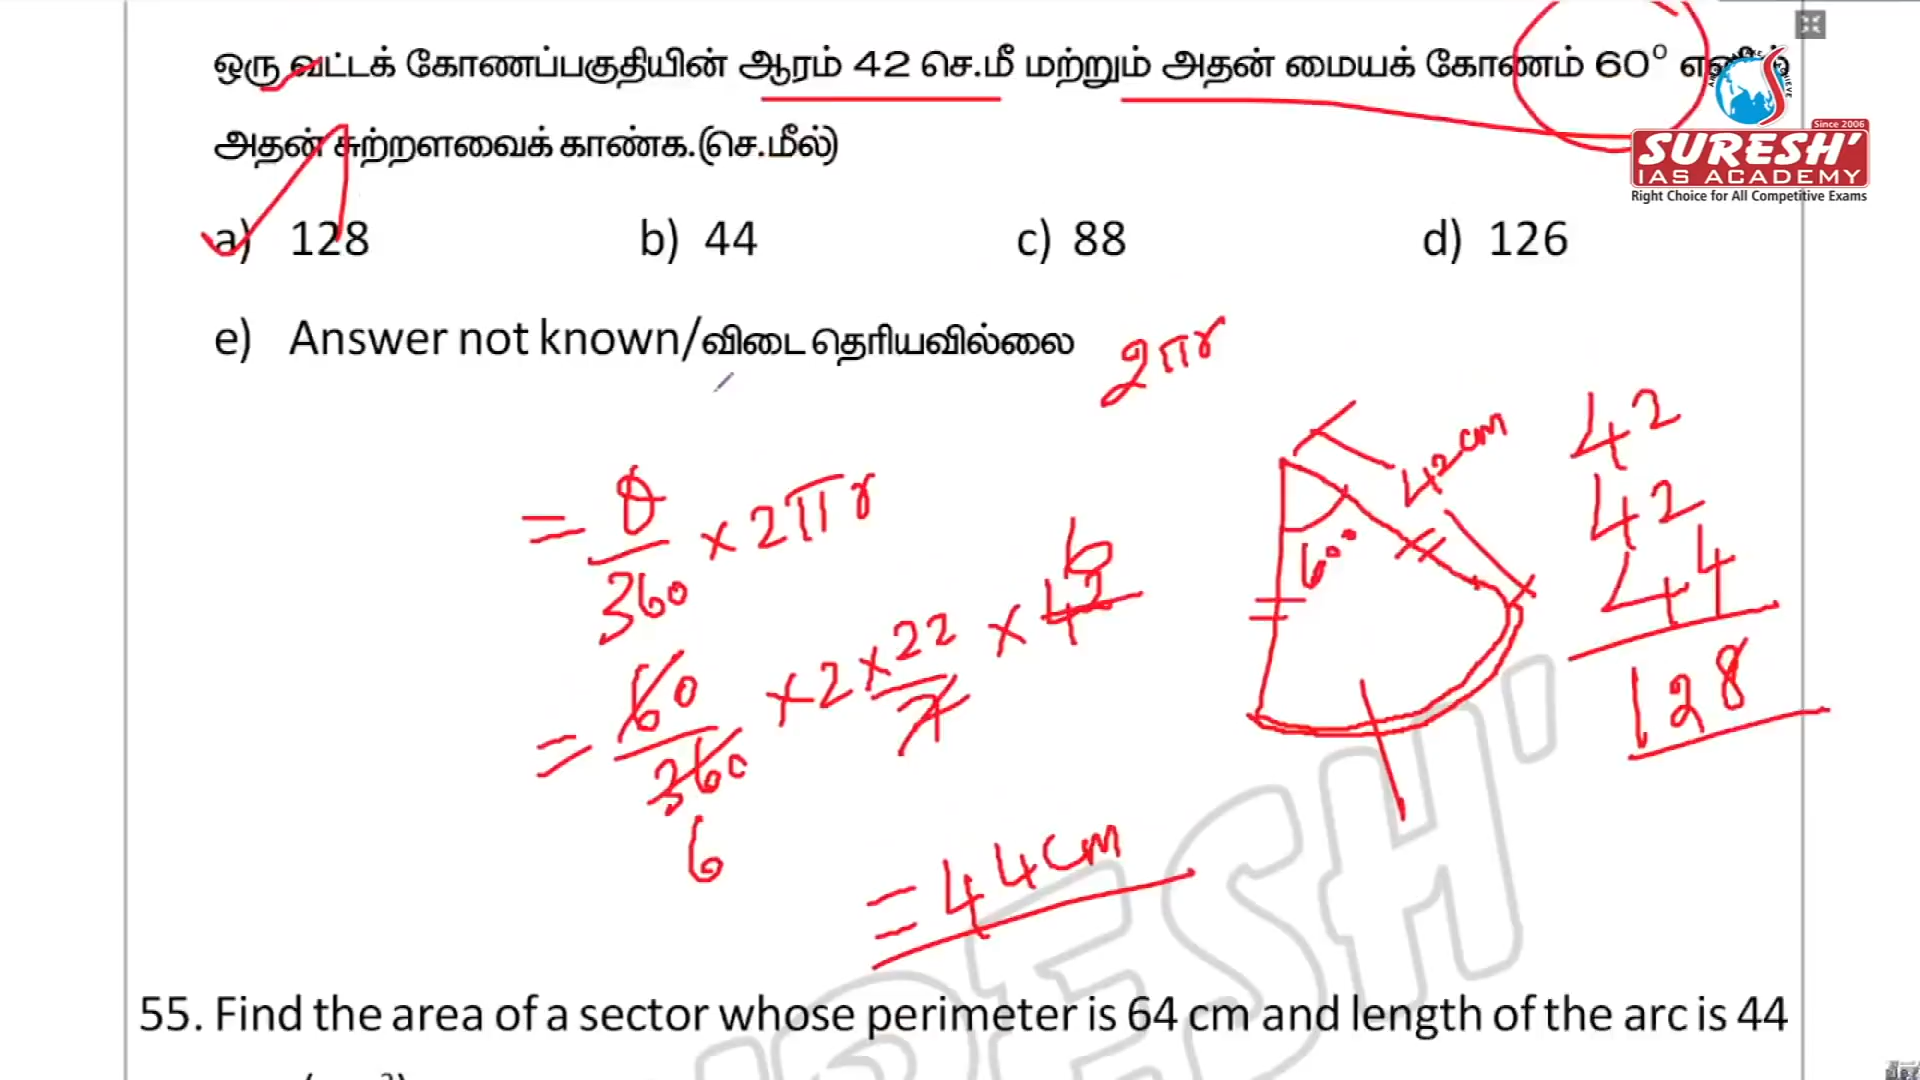 ஒரு வட்டக் கோணப்பகுதியின் ஆரம் 42 செ.மீ மற்றும் அதன் மையக் கோணம் 60⁰
அதன் சுற்றளவைக் காண்க.(செ.மீல்)
Since 2006
SURESH'
IAS ACADEMY
Right Choice for All Competitive Exams
a) 128 b) 44 c) 88 d) 126
e) Answer not known/விடை தெரியவில்லை
2πr
= θ/360 × 2πr
= 60/360 × 2 × 22/7 × 42
6
6
= 44cm
42cm
60°
42
42
44
128
55. Find the area of a sector whose perimeter is 64 cm and length of the arc is 44